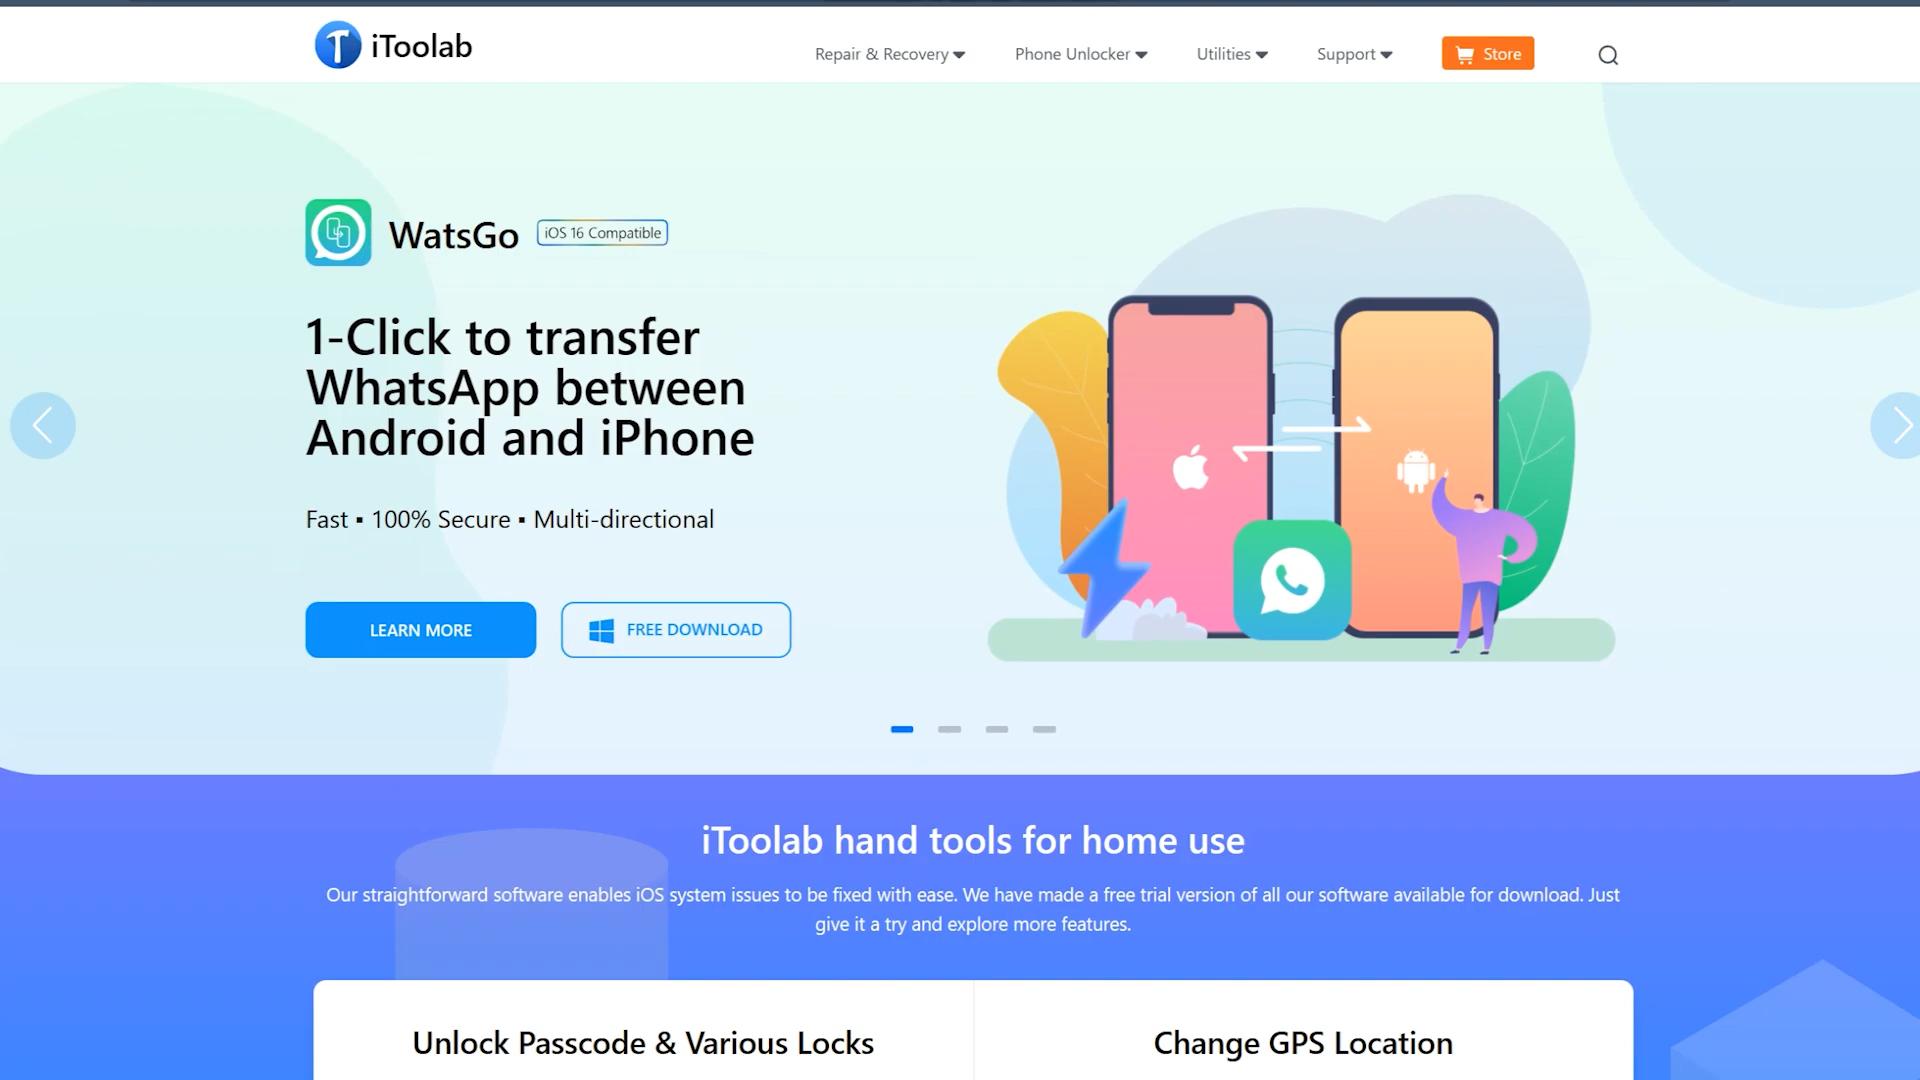 iToolab
Repair & Recovery
Phone Unlocker
Utilities
Support
Store
WatsGo
iOS 16 Compatible
1-Click to transfer
WhatsApp between
Android and iPhone
Fast ▪ 100% Secure ▪ Multi-directional
LEARN MORE
FREE DOWNLOAD
iToolab hand tools for home use
Our straightforward software enables iOS system issues to be fixed with ease. We have made a free trial version of all our software available for download. Just
give it a try and explore more features.
Unlock Passcode & Various Locks
Change GPS Location